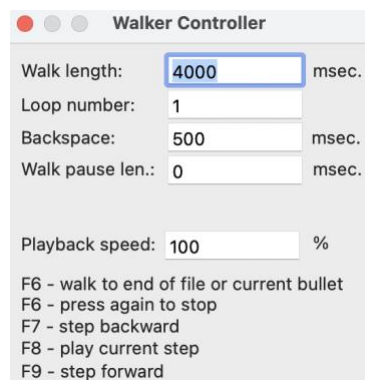 Walker Controller
Walk length: 4000 msec.
Loop number: 1
Backspace: 500 msec.
Walk pause len.: 0 msec.
Playback speed: 100 %
F6 - walk to end of file or current bullet
F6 - press again to stop
F7 - step backward
F8 - play current step
F9 - step forward